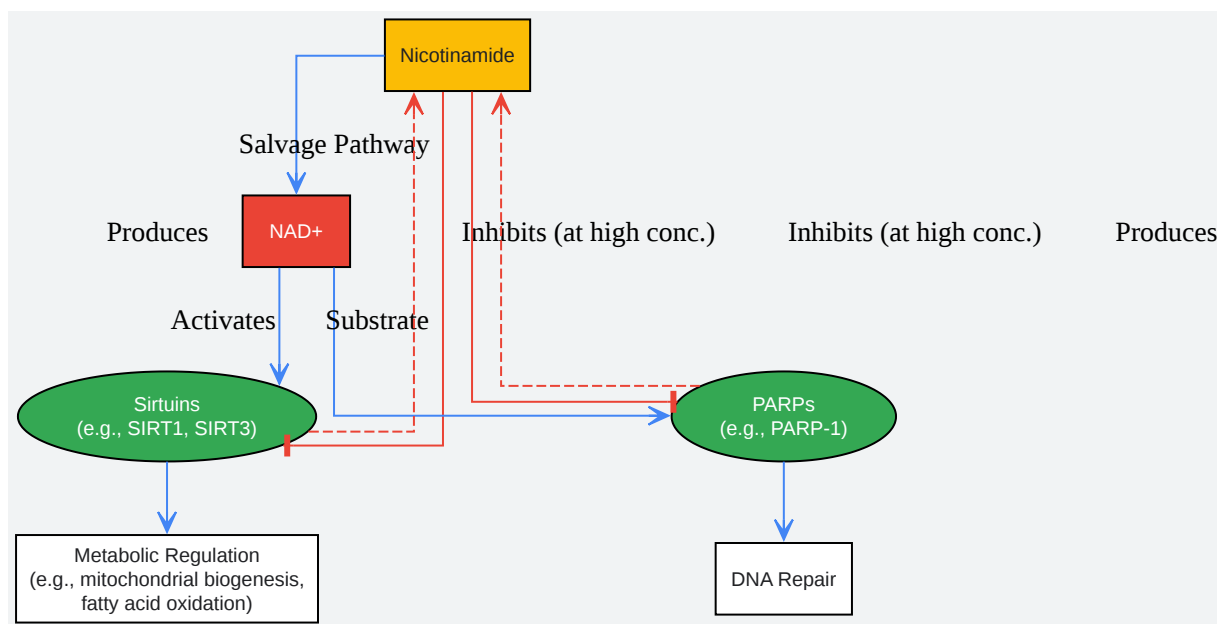 Nicotinamide
Salvage Pathway
Produces
NAD+
Inhibits (at high conc.)
Inhibits (at high conc.)
Produces
Activates
Substrate
Sirtuins
(e.g., SIRT1, SIRT3)
PARPs
(e.g., PARP-1)
Metabolic Regulation
(e.g., mitochondrial biogenesis,
fatty acid oxidation)
DNA Repair